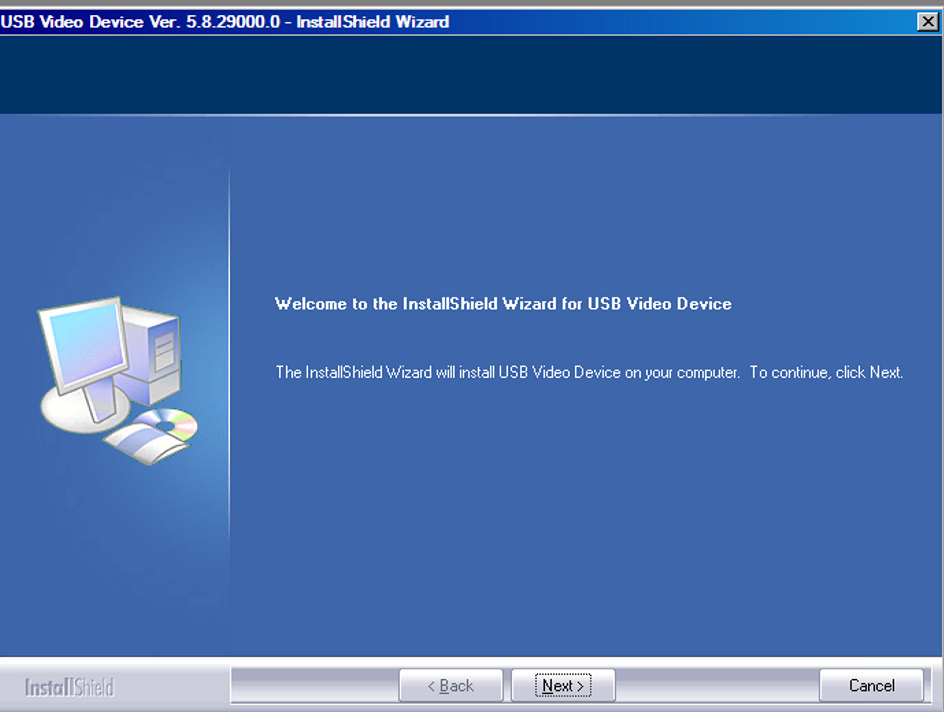 USB Video Device Ver. 5.8.29000.0 - InstallShield Wizard
Welcome to the InstallShield Wizard for USB Video Device
The InstallShield Wizard will install USB Video Device on your computer. To continue, click Next.
InstallShield
< Back
Next >
Cancel